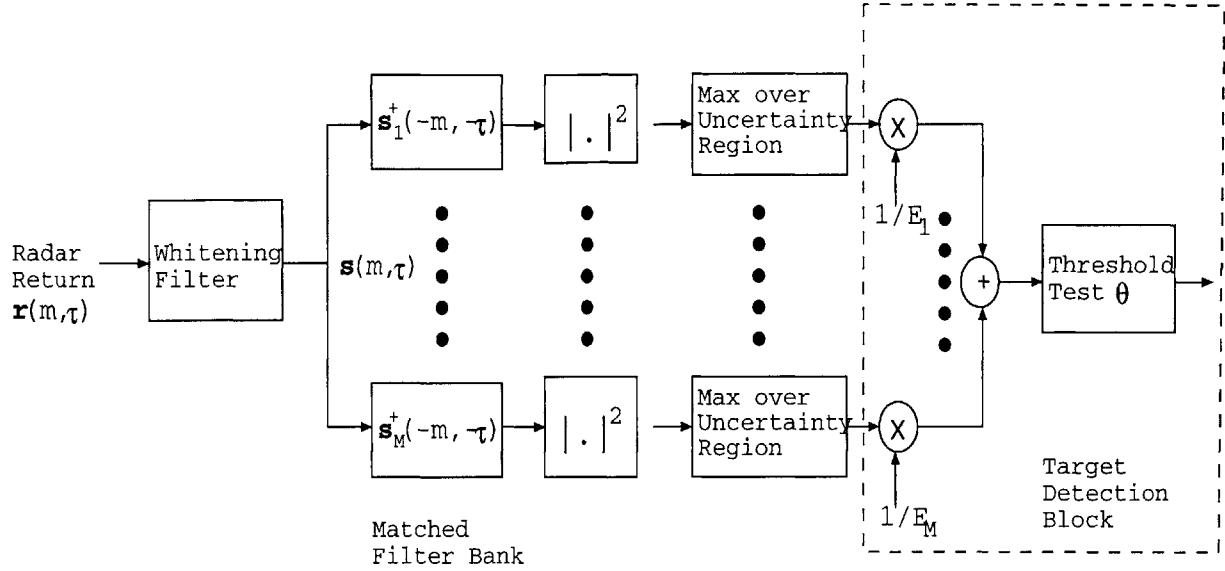 Radar
Return
r(m,τ)
Whitening
Filter
s(m,τ)
s₁⁺(-m,-τ)
|.|²
Max over
Uncertainty
Region
X
1/E₁
s_M⁺(-m,-τ)
|.|²
Max over
Uncertainty
Region
X
1/E_M
+
Threshold
Test θ
Matched
Filter Bank
Target
Detection
Block